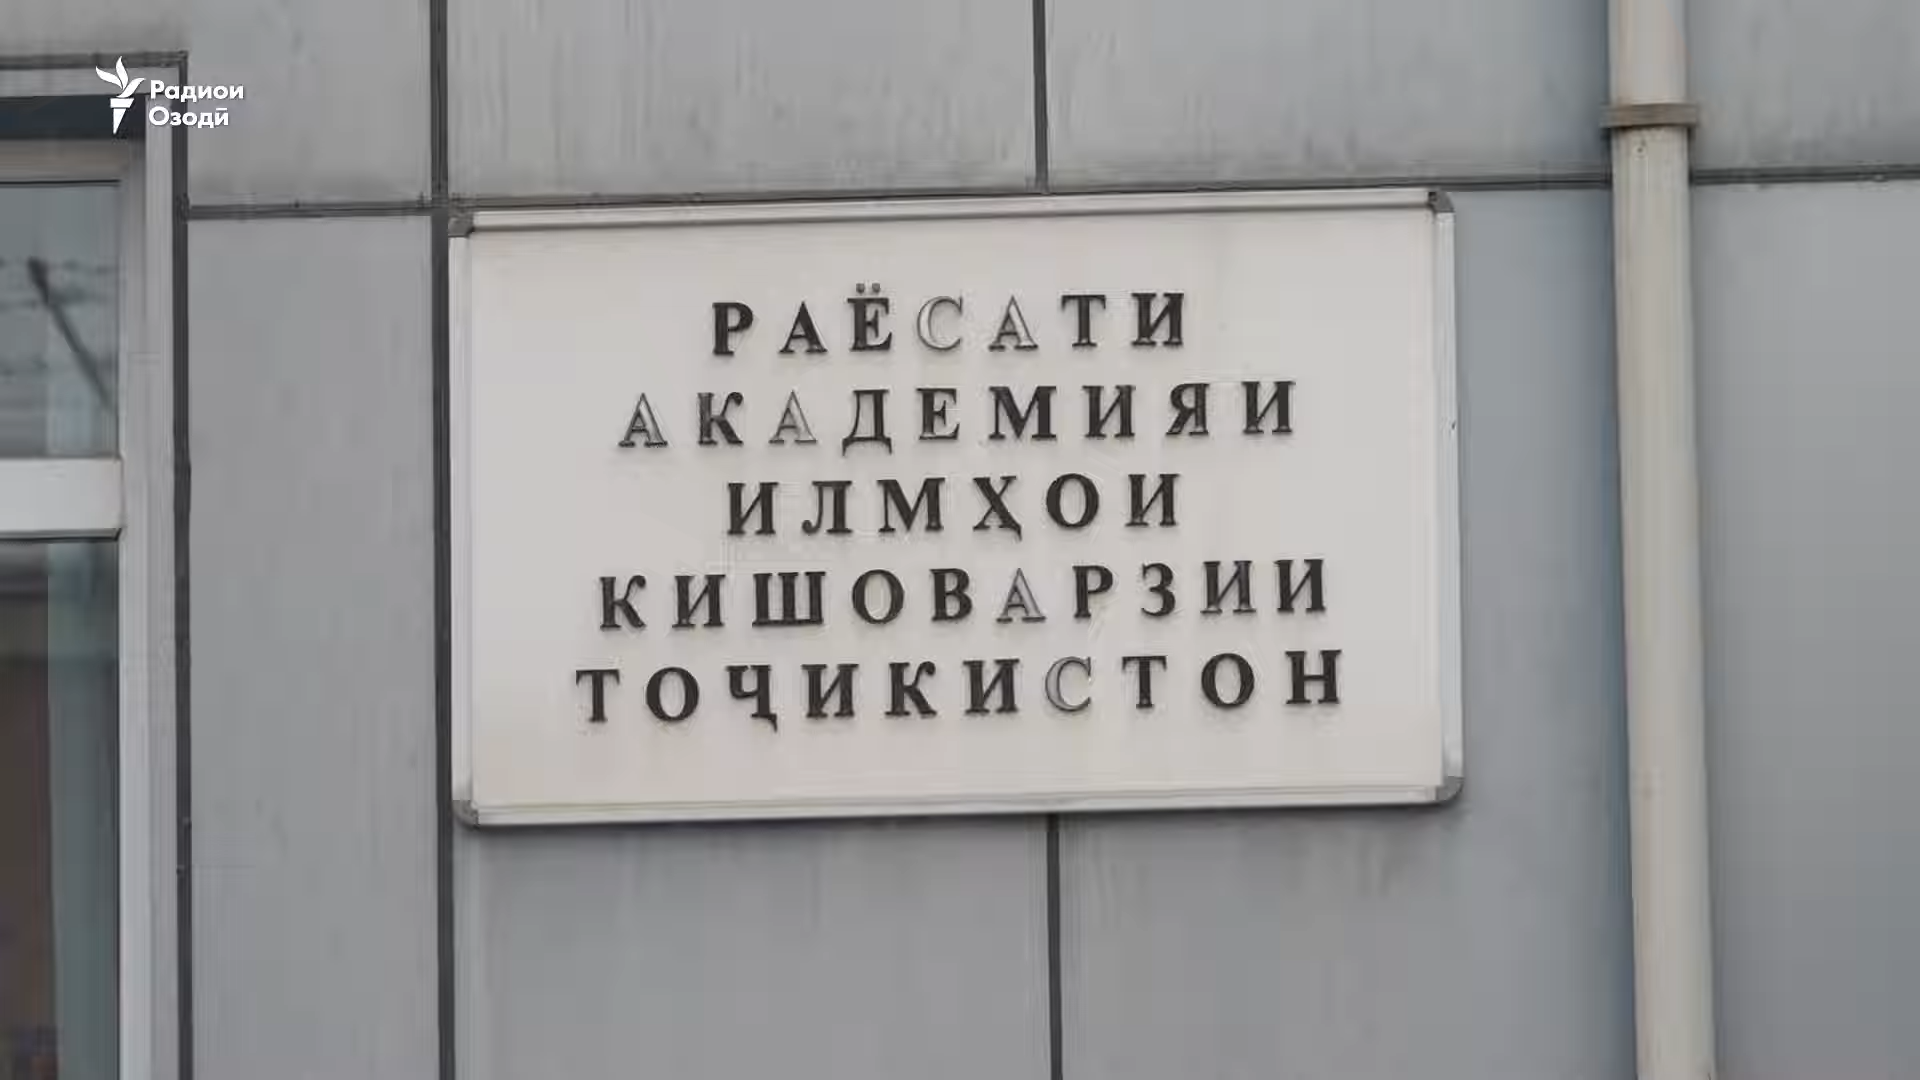 Радиои
Озодӣ
РАЁСАТИ
АКАДЕМИЯИ
ИЛМҲОИ
КИШОВАРЗИИ
ТОҶИКИСТОН